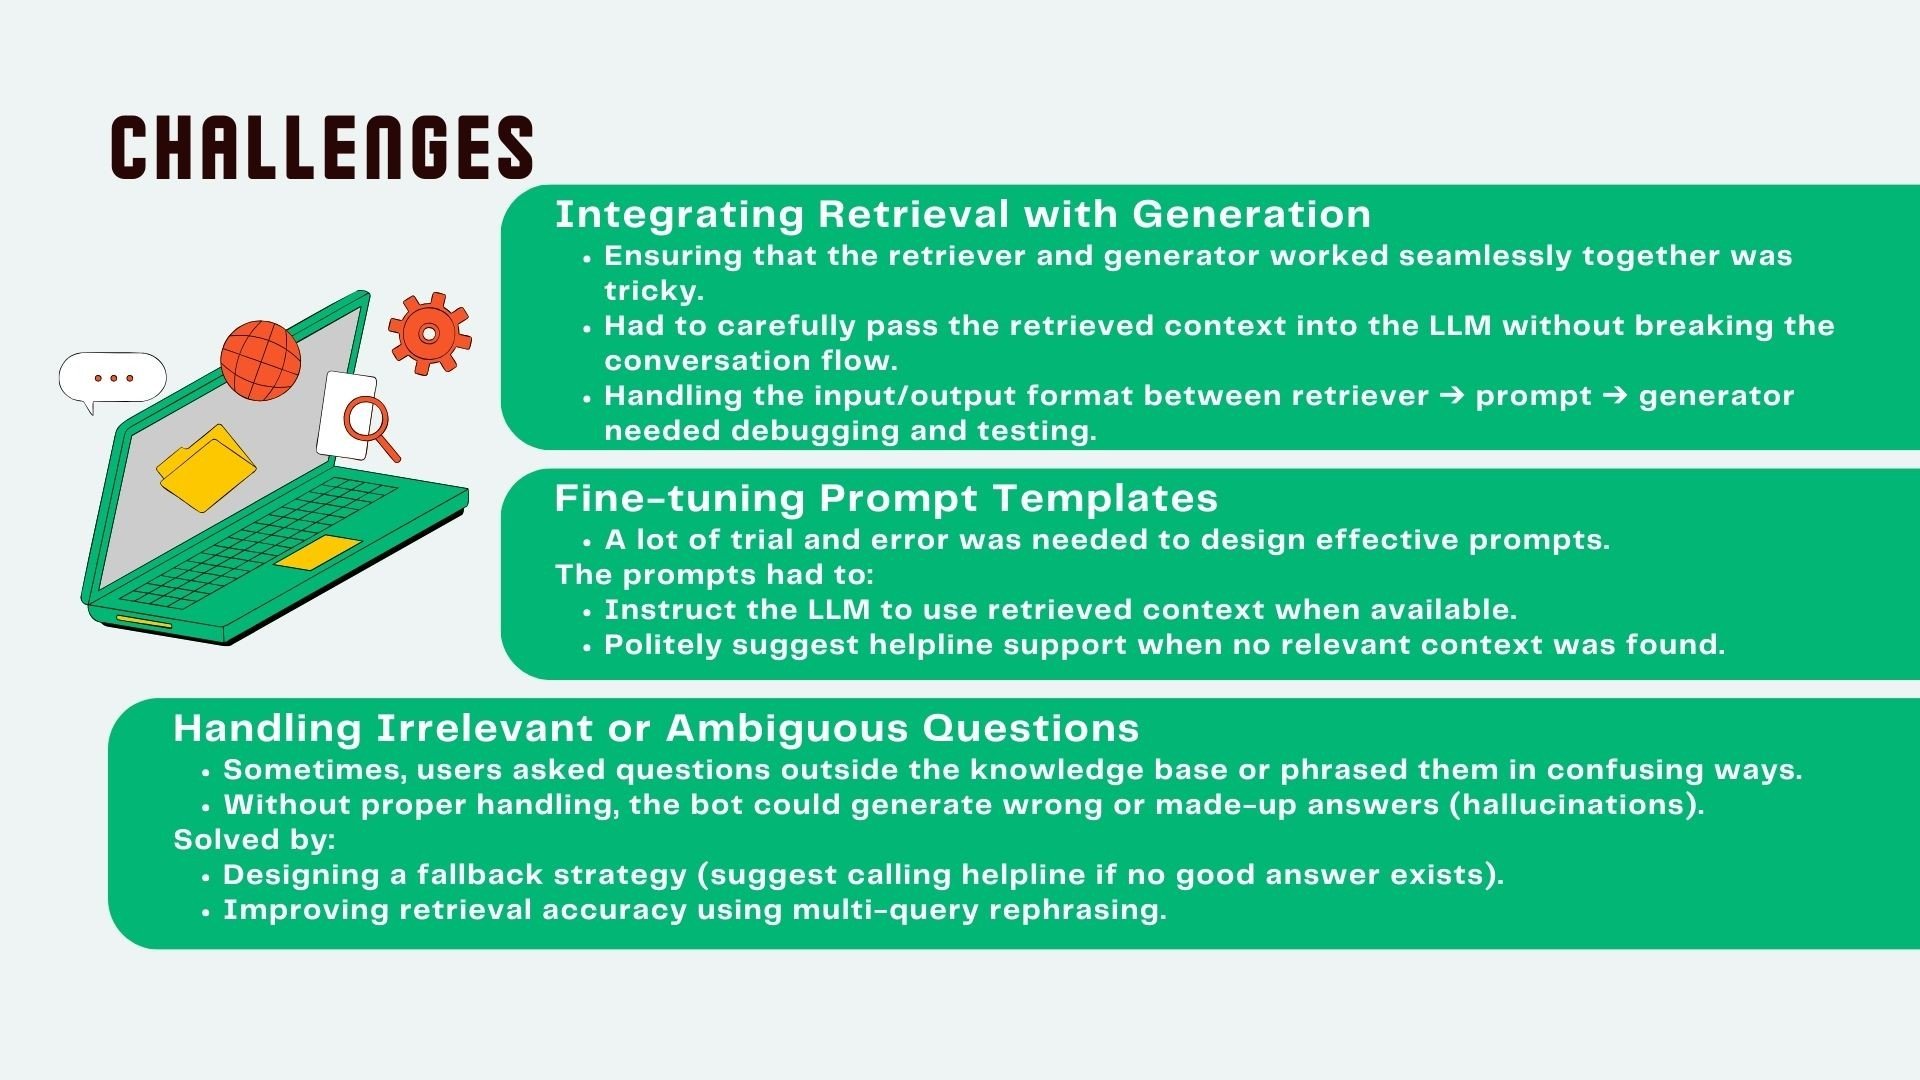 CHALLENGES
Integrating Retrieval with Generation
• Ensuring that the retriever and generator worked seamlessly together was
tricky.
• Had to carefully pass the retrieved context into the LLM without breaking the
conversation flow.
• Handling the input/output format between retriever → prompt → generator
needed debugging and testing.
Fine-tuning Prompt Templates
• A lot of trial and error was needed to design effective prompts.
The prompts had to:
• Instruct the LLM to use retrieved context when available.
• Politely suggest helpline support when no relevant context was found.
Handling Irrelevant or Ambiguous Questions
• Sometimes, users asked questions outside the knowledge base or phrased them in confusing ways.
• Without proper handling, the bot could generate wrong or made-up answers (hallucinations).
Solved by:
• Designing a fallback strategy (suggest calling helpline if no good answer exists).
• Improving retrieval accuracy using multi-query rephrasing.